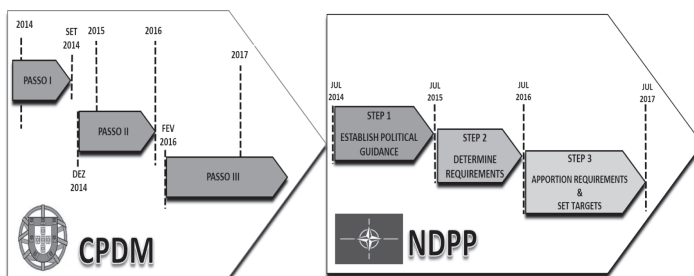 2014
SET
2014
2015
2016
2017
PASSO I
PASSO II
DEZ
2014
FEV
2016
PASSO III
CPDM
JUL
2014
JUL
2015
JUL
2016
JUL
2017
STEP 1
ESTABLISH POLITICAL
GUIDANCE
STEP 2
DETERMINE
REQUIREMENTS
STEP 3
APPORTION REQUIREMENTS
&
SET TARGETS
NDPP